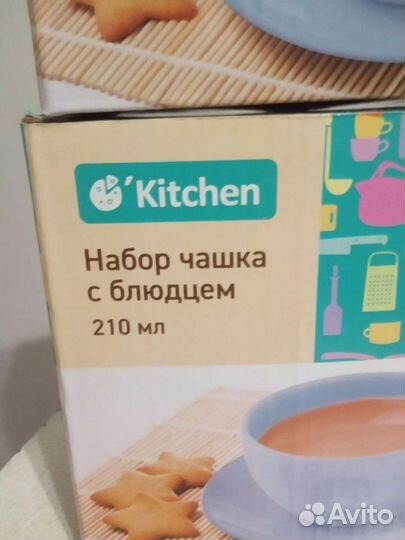 O'Kitchen
Набор чашка
с блюдцем
210 мл
Avito